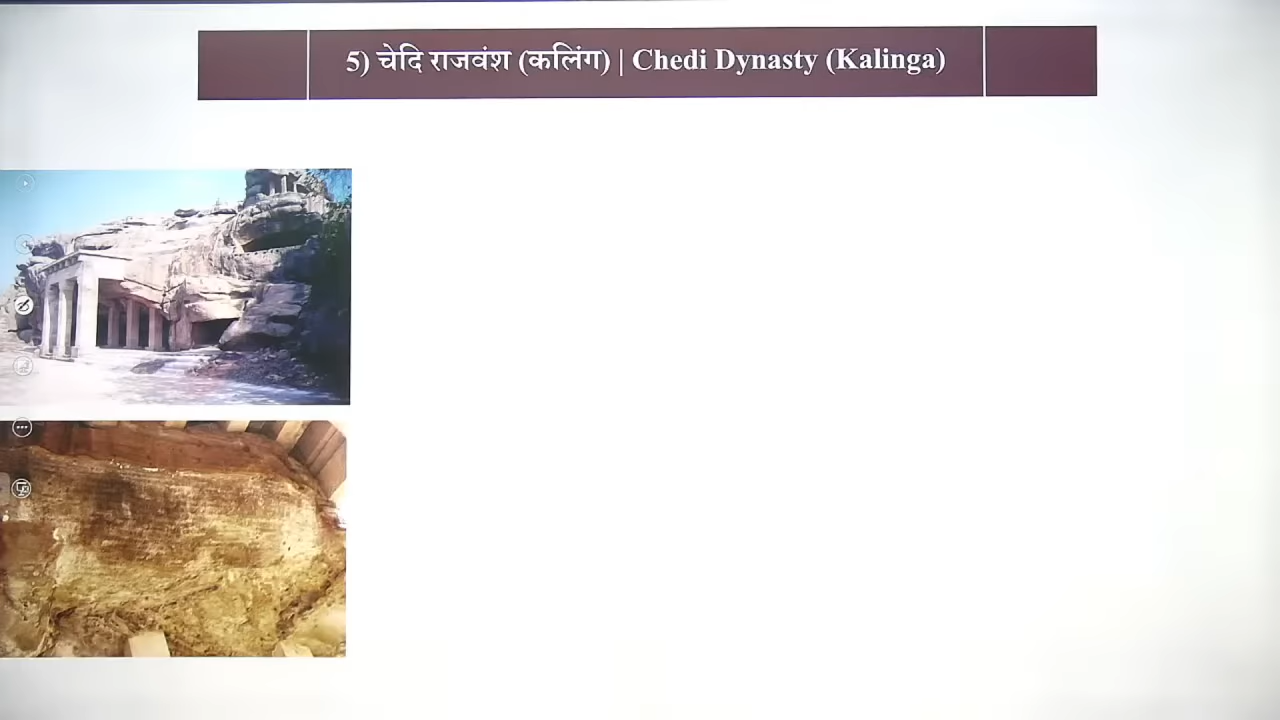 5) चेदि राजवंश (कलिंग) | Chedi Dynasty (Kalinga)